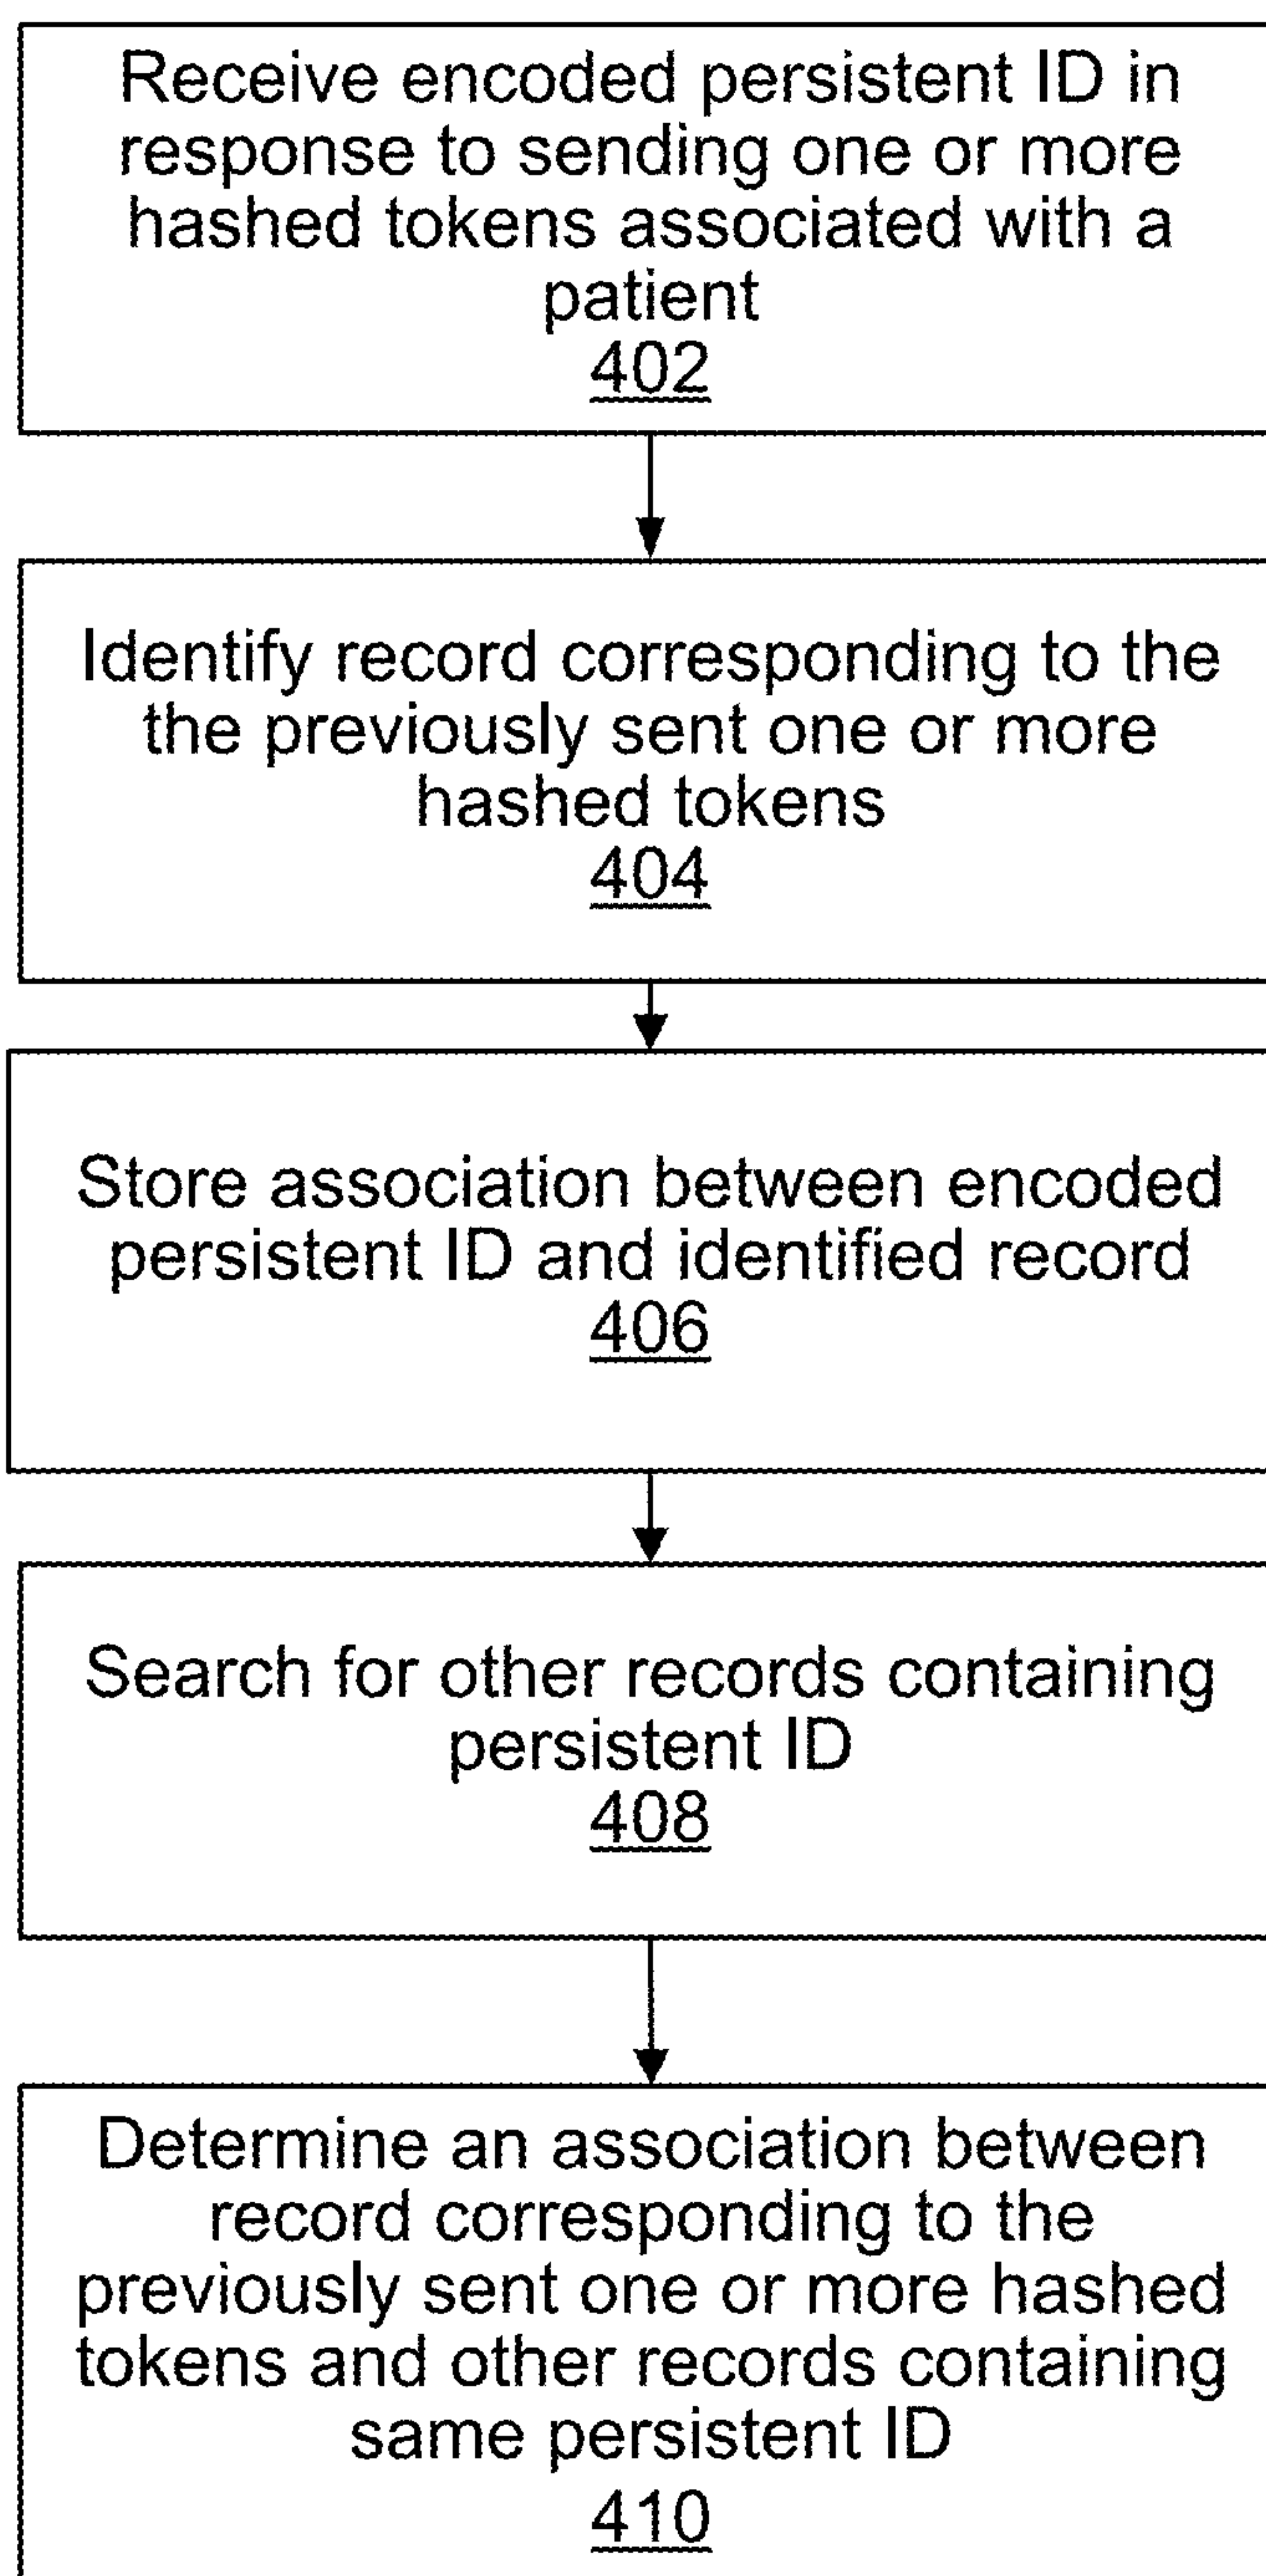 Receive encoded persistent ID in
response to sending one or more
hashed tokens associated with a
patient
402
Identify record corresponding to the
the previously sent one or more
hashed tokens
404
Store association between encoded
persistent ID and identified record
406
Search for other records containing
persistent ID
408
Determine an association between
record corresponding to the
previously sent one or more hashed
tokens and other records containing
same persistent ID
410